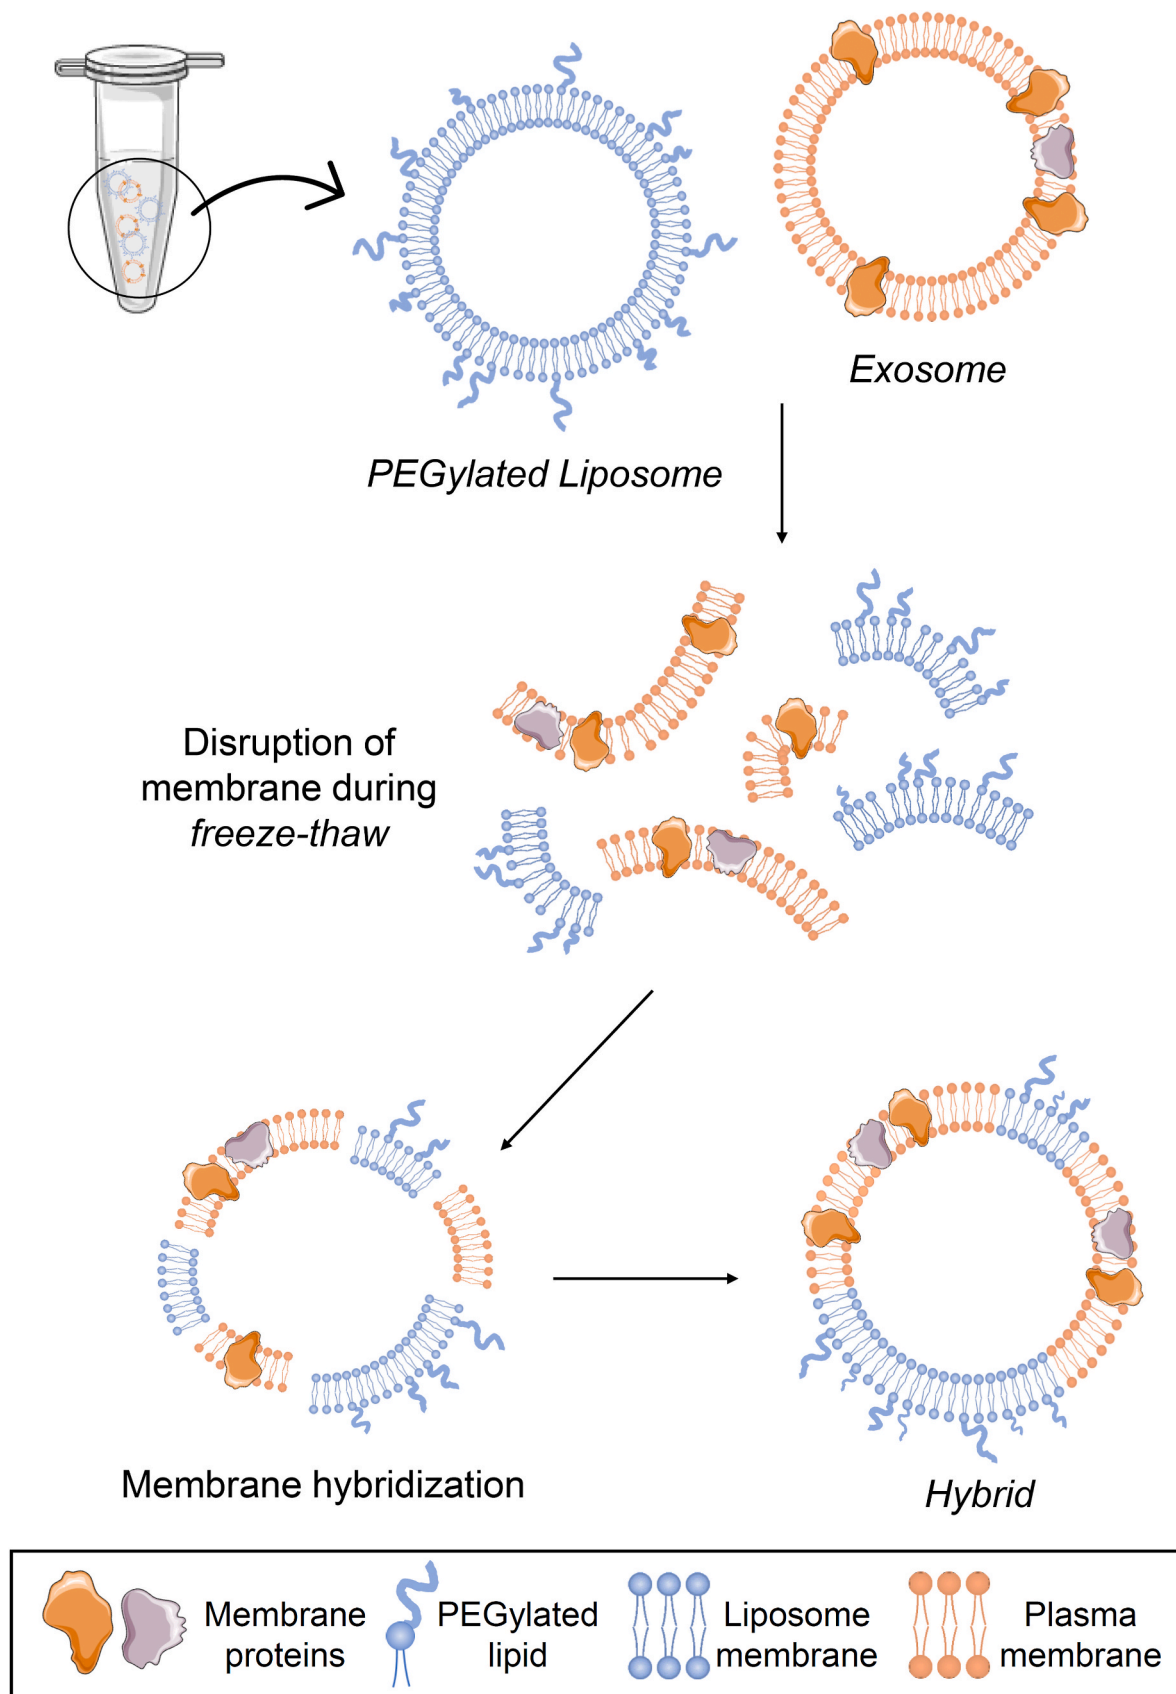 Exosome
PEGylated Liposome
Disruption of
membrane during
freeze-thaw
Membrane hybridization
Hybrid
Membrane
proteins
PEGylated
lipid
Liposome
membrane
Plasma
membrane